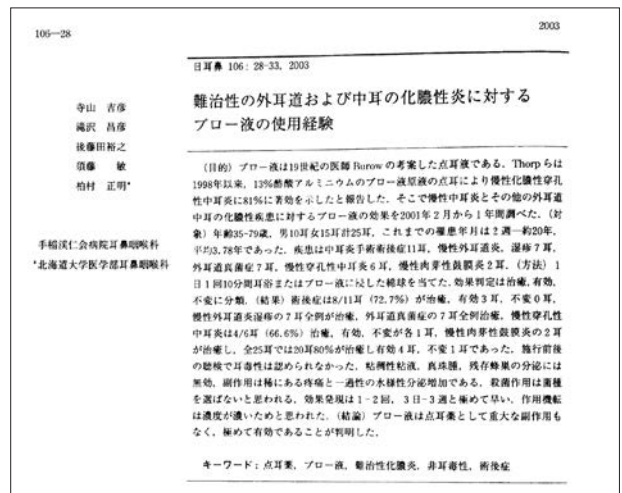 106—28
2003
日耳鼻 106: 28-33, 2003
寺山 吉彦
滝沢 昌彦
後藤田裕之
須藤 敏
柏村 正明*
手稲渓仁会病院耳鼻咽喉科
*北海道大学医学部耳鼻咽喉科
難治性の外耳道および中耳の化膿性炎に対する
ブロー液の使用経験
(目的) ブロー液は19世紀の医師 Burow の考案した点耳液である. Thorp らは
1998年以来, 13%酢酸アルミニウムのブロー液原液の点耳により慢性化膿性穿孔
性中耳炎に81%に著効を示したと報告した. そこで慢性中耳炎とその他の外耳道
中耳の化膿性疾患に対するブロー液の効果を2001年2月から1年間調べた. (対
象) 年齢35-79歳, 男10耳女15耳計25耳, これまでの罹患年月は2週—約20年,
平均3.78年であった. 疾患は中耳炎手術術後症11耳, 慢性外耳道炎, 湿疹7耳,
外耳道真菌症7耳, 慢性穿孔性中耳炎6耳, 慢性肉芽性鼓膜炎2耳. (方法) 1
日1回10分間耳浴またはブロー液に浸した綿球を当てた. 効果判定は治癒, 有効,
不変に分類. (結果) 術後症は8/11耳 (72.7%) が治癒, 有効3耳, 不変0耳,
慢性外耳道炎湿疹の7耳全例が治癒, 外耳道真菌症の7耳全例治癒, 慢性穿孔性
中耳炎は4/6耳 (66.6%) 治癒, 有効, 不変が各1耳, 慢性肉芽性鼓膜炎の2耳
が治癒し, 全25耳では20耳80%が治癒し有効4耳, 不変1耳であった. 施行前後
の聴検で耳毒性は認められなかった. 粘稠性粘液, 真珠腫, 残存蜂巣の分泌には
無効. 副作用は稀にある疼痛と一過性の水様性分泌増加である. 殺菌作用は菌種
を選ばないと思われる. 効果発現は1-2回, 3日-3週と極めて早い. 作用機転
は濃度が濃いためと思われた. (結論) ブロー液は点耳薬として重大な副作用も
なく, 極めて有効であることが判明した.
キーワード: 点耳薬, ブロー液, 難治性化膿炎, 非耳毒性, 術後症